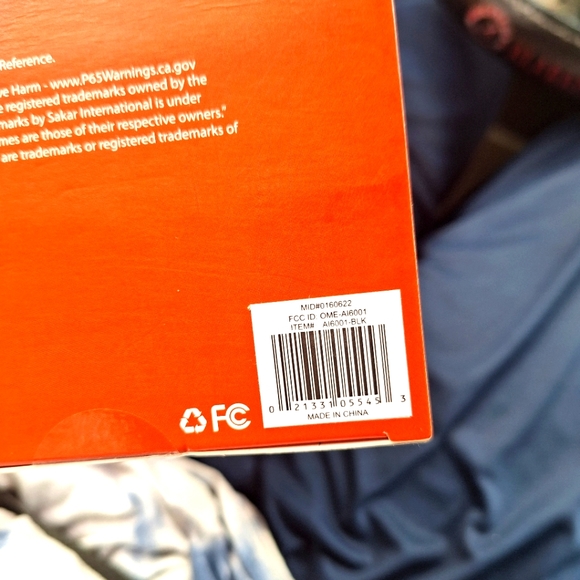 Reference.
ve Harm - www.P65Warnings.ca.gov
e registered trademarks owned by the
marks by Sakar International is under
mes are those of their respective owners."
are trademarks or registered trademarks of
MID#0160622
FCC ID: OME-AI6001
ITEM#: AI6001-BLK
0 21331 05545 3
MADE IN CHINA
FC